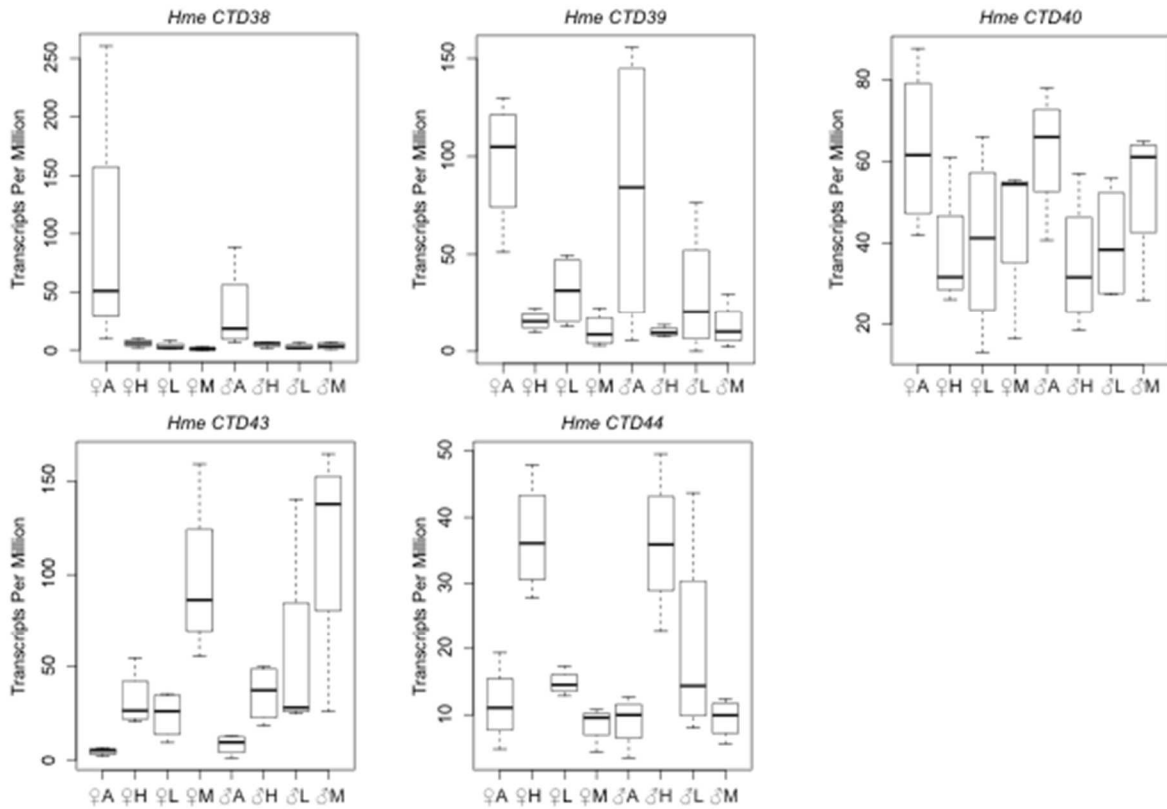 Hme CTD38
Transcripts Per Million
250
200
150
100
50
0
♀A ♀H ♀L ♀M ♂A ♂H ♂L ♂M
Hme CTD39
Transcripts Per Million
150
100
50
0
♀A ♀H ♀L ♀M ♂A ♂H ♂L ♂M
Hme CTD40
Transcripts Per Million
80
60
40
20
♀A ♀H ♀L ♀M ♂A ♂H ♂L ♂M
Hme CTD43
Transcripts Per Million
150
100
50
0
♀A ♀H ♀L ♀M ♂A ♂H ♂L ♂M
Hme CTD44
Transcripts Per Million
50
40
30
20
10
♀A ♀H ♀L ♀M ♂A ♂H ♂L ♂M